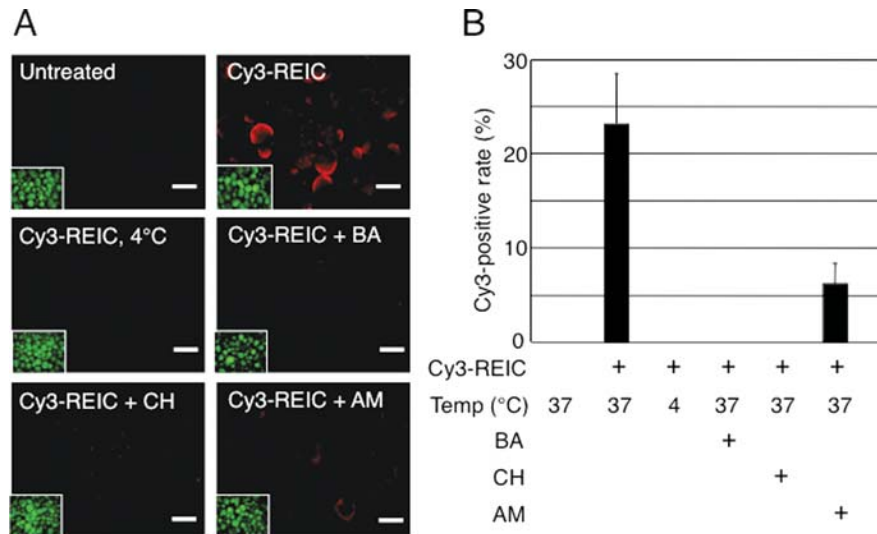 A
Untreated
Cy3-REIC
Cy3-REIC, 4°C
Cy3-REIC + BA
Cy3-REIC + CH
Cy3-REIC + AM
B
Cy3-positive rate (%)
30
20
10
0
Cy3-REIC + + + + +
Temp (°C) 37 37 4 37 37 37
BA +
CH +
AM +